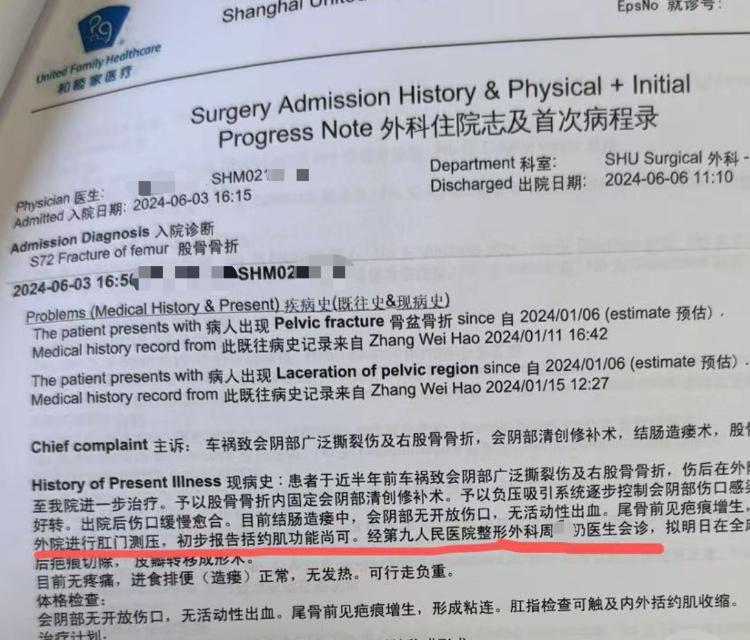 Shanghai United
EpsNo 就诊号:
United Family Healthcare
和睦家医疗
Surgery Admission History & Physical + Initial
Progress Note 外科住院志及首次病程录
Physician 医生: SHM02
Department 科室: SHU Surgical 外科 -
Admitted 入院日期: 2024-06-03 16:15
Discharged 出院日期: 2024-06-06 11:10
Admission Diagnosis 入院诊断
S72 Fracture of femur 股骨骨折
2024-06-03 16:50 SHM02
Problems (Medical History & Present) 疾病史(既往史&现病史)
The patient presents with 病人出现 Pelvic fracture 骨盆骨折 since 自 2024/01/06 (estimate 预估) .
Medical history record from 此既往病史记录来自 Zhang Wei Hao 2024/01/11 16:42
The patient presents with 病人出现 Laceration of pelvic region since 自 2024/01/06 (estimate 预估) .
Medical history record from 此既往病史记录来自 Zhang Wei Hao 2024/01/15 12:27
Chief complaint 主诉: 车祸致会阴部广泛撕裂伤及右股骨骨折，会阴部清创修补术，结肠造瘘术，股骨
History of Present Illness 现病史：患者于近半年前车祸致会阴部广泛撕裂伤及右股骨骨折，伤后在外院
至我院进一步治疗。予以股骨骨折内固定会阴部清创修补术。予以负压吸引系统逐步控制会阴部伤口感染
好转。出院后伤口缓慢愈合。目前结肠造瘘中，会阴部无开放伤口，无活动性出血。尾骨前见疤痕增生，
外院进行肛门测压，初步报告括约肌功能尚可。经第九人民医院整形外科周 医生会诊，拟明日在全麻
后疤痕切除，皮瓣转移成形术。
目前无疼痛，进食排便（造瘘）正常，无发热。可行走负重。
体格检查：
会阴部无开放伤口，无活动性出血。尾骨前见疤痕增生，形成粘连。肛指检查可触及内外括约肌收缩。
治疗计划：